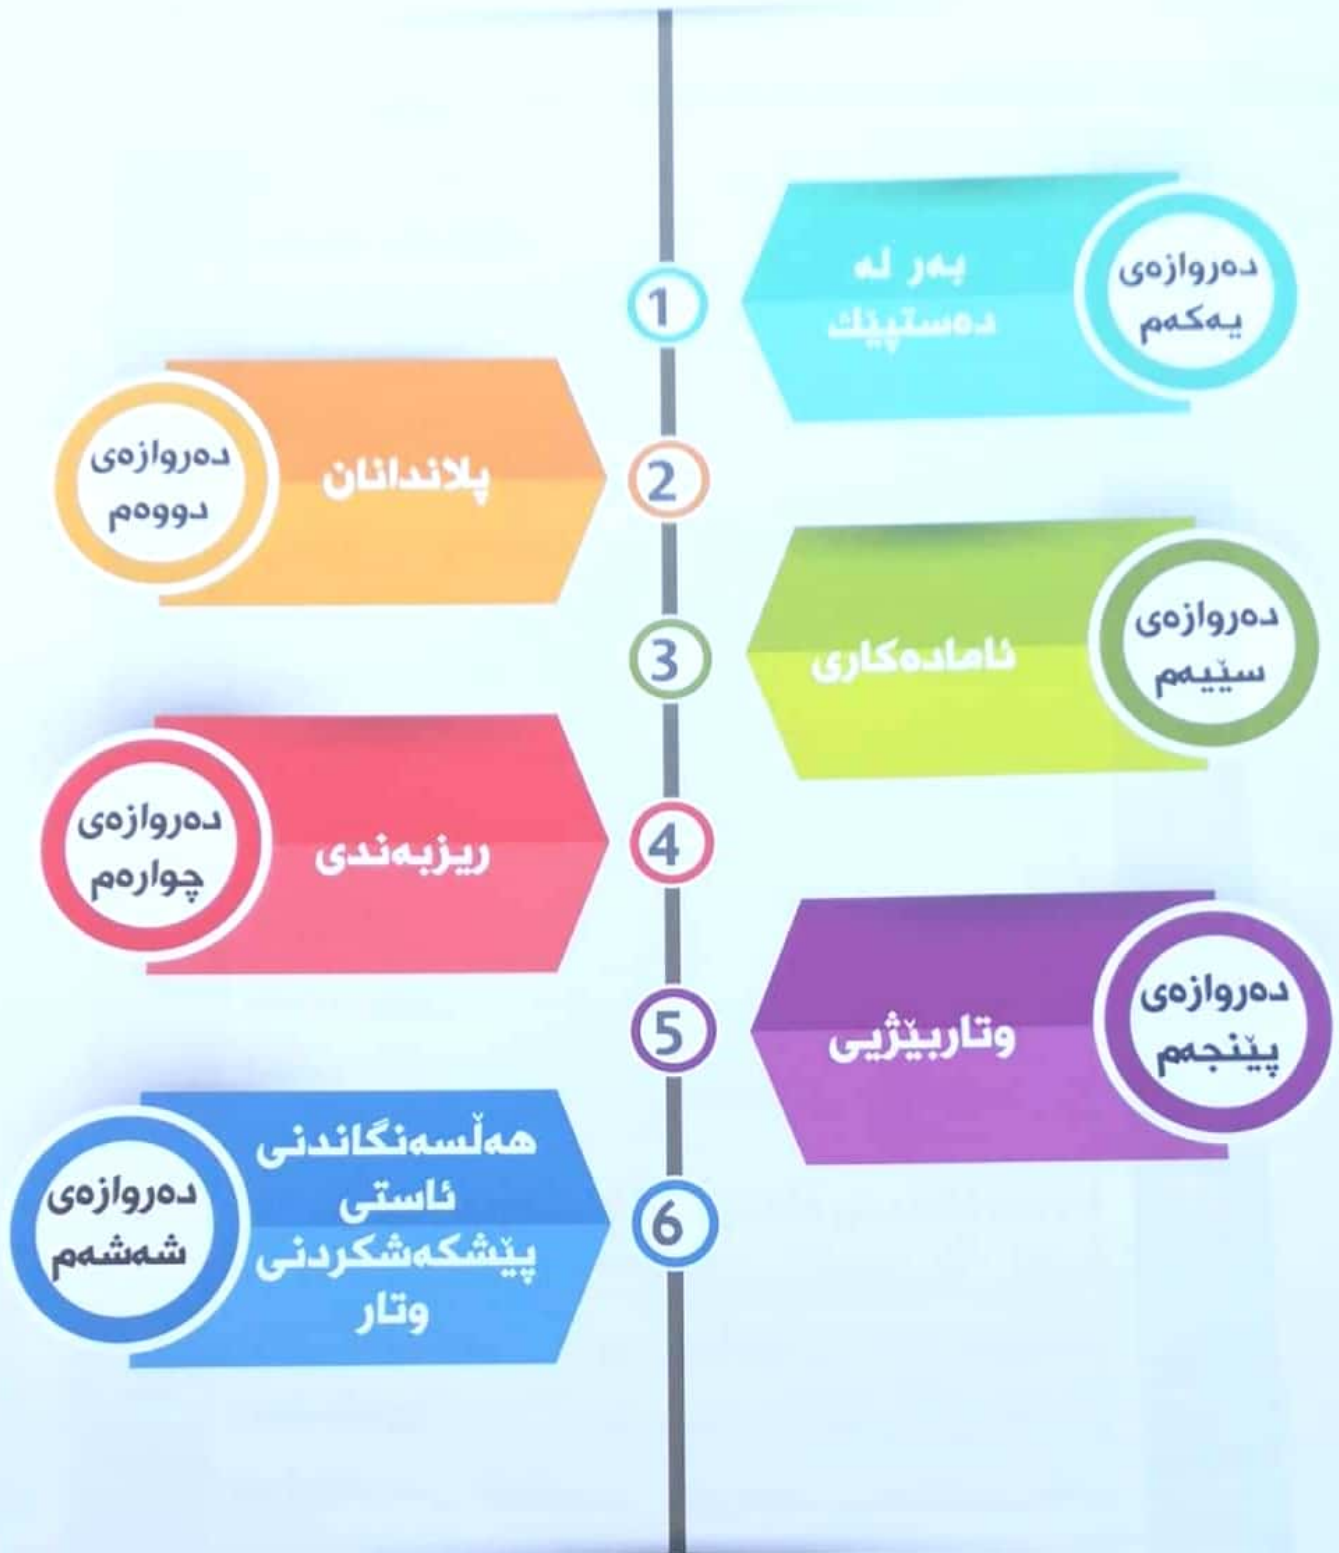 دەروازەی
یەکەم
بەر لە
دەستپێك
1
دەروازەی
دووەم
پلاندانان
2
دەروازەی
سێیەم
ئامادەکاری
3
دەروازەی
چوارەم
ریزبەندی
4
دەروازەی
پێنجەم
وتاربێژیی
5
دەروازەی
شەشەم
هەڵسەنگاندنی
ئاستی
پێشکەشکردنی
وتار
6